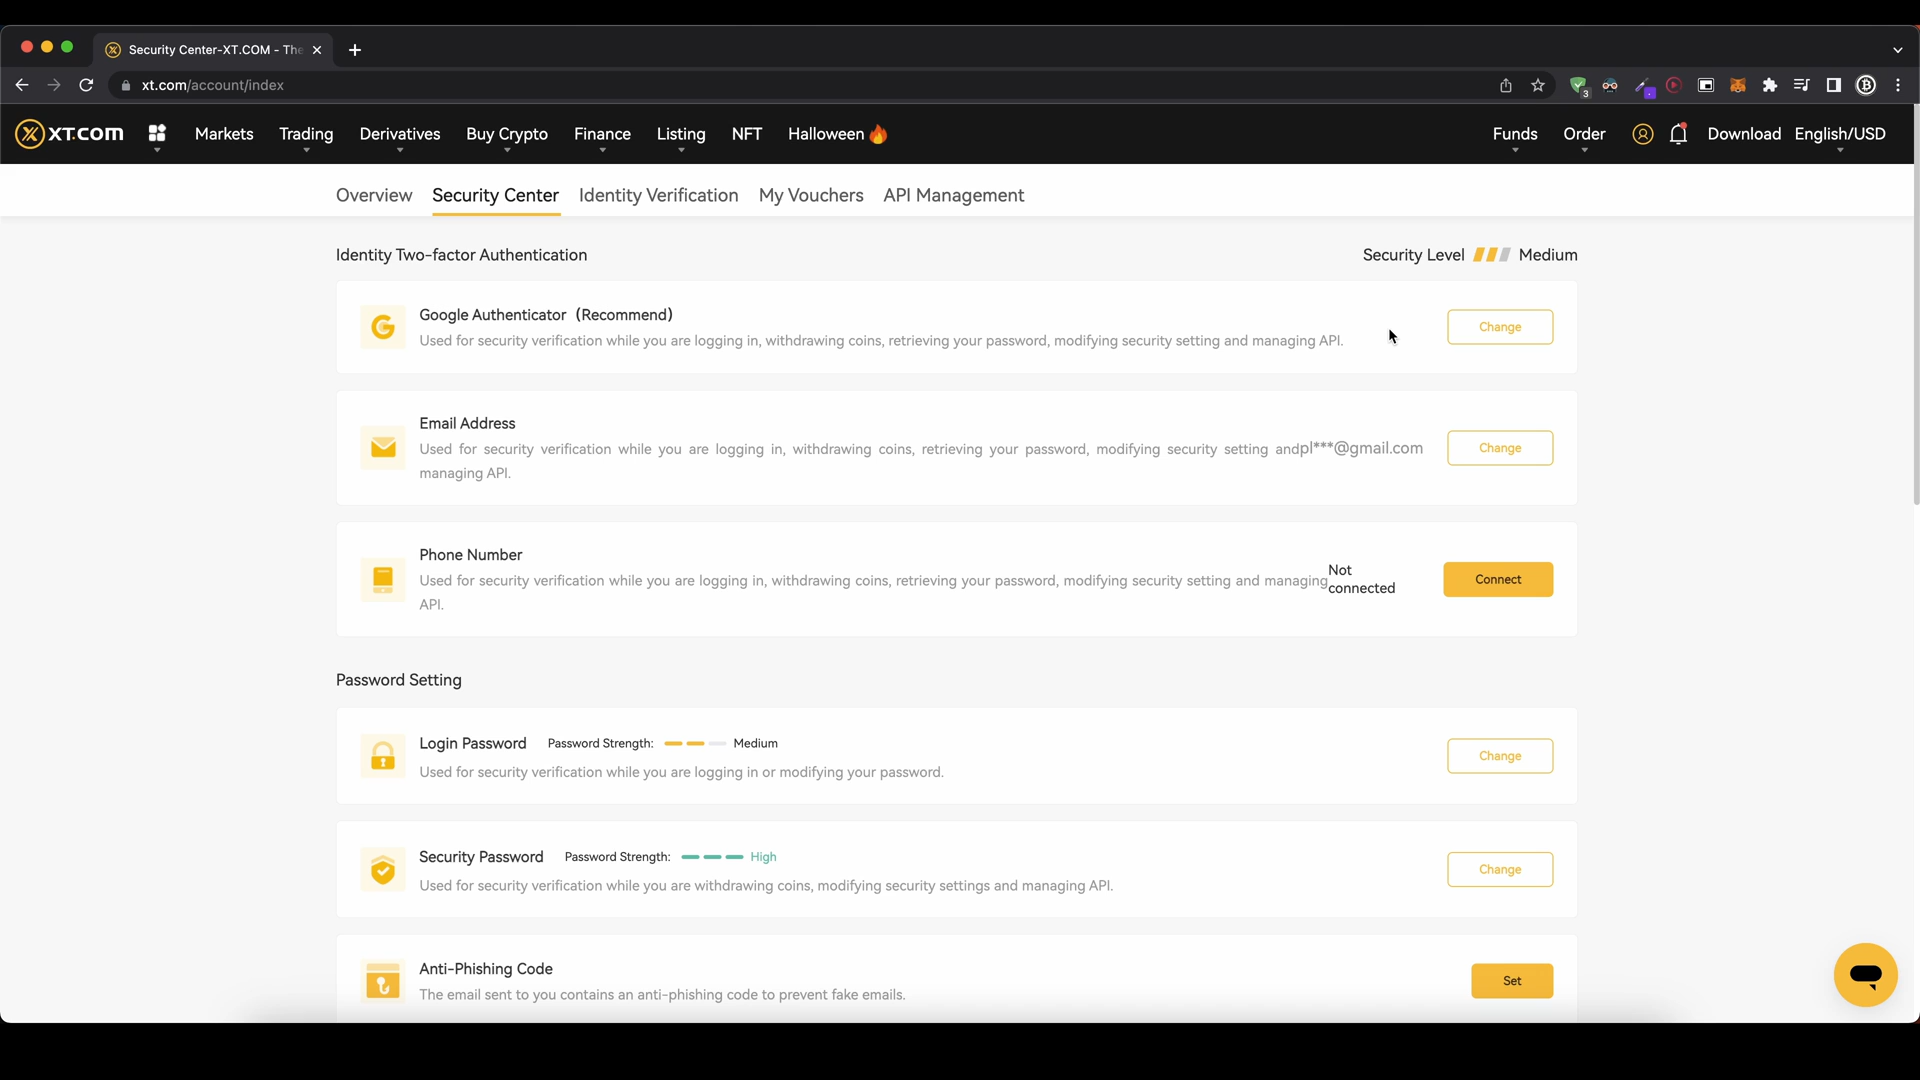 Security Center-XT.COM - The
xt.com/account/index
3
XT.COM Markets Trading Derivatives Buy Crypto Finance Listing NFT Halloween Funds Order Download English/USD
Overview Security Center Identity Verification My Vouchers API Management
Identity Two-factor Authentication Security Level Medium
Google Authenticator (Recommend)
Used for security verification while you are logging in, withdrawing coins, retrieving your password, modifying security setting and managing API.
Change
Email Address
Used for security verification while you are logging in, withdrawing coins, retrieving your password, modifying security setting and
managing API.
pl***@gmail.com
Change
Phone Number
Used for security verification while you are logging in, withdrawing coins, retrieving your password, modifying security setting and managing
API.
Not
connected
Connect
Password Setting
Login Password Password Strength: Medium
Used for security verification while you are logging in or modifying your password.
Change
Security Password Password Strength: High
Used for security verification while you are withdrawing coins, modifying security settings and managing API.
Change
Anti-Phishing Code
The email sent to you contains an anti-phishing code to prevent fake emails.
Set